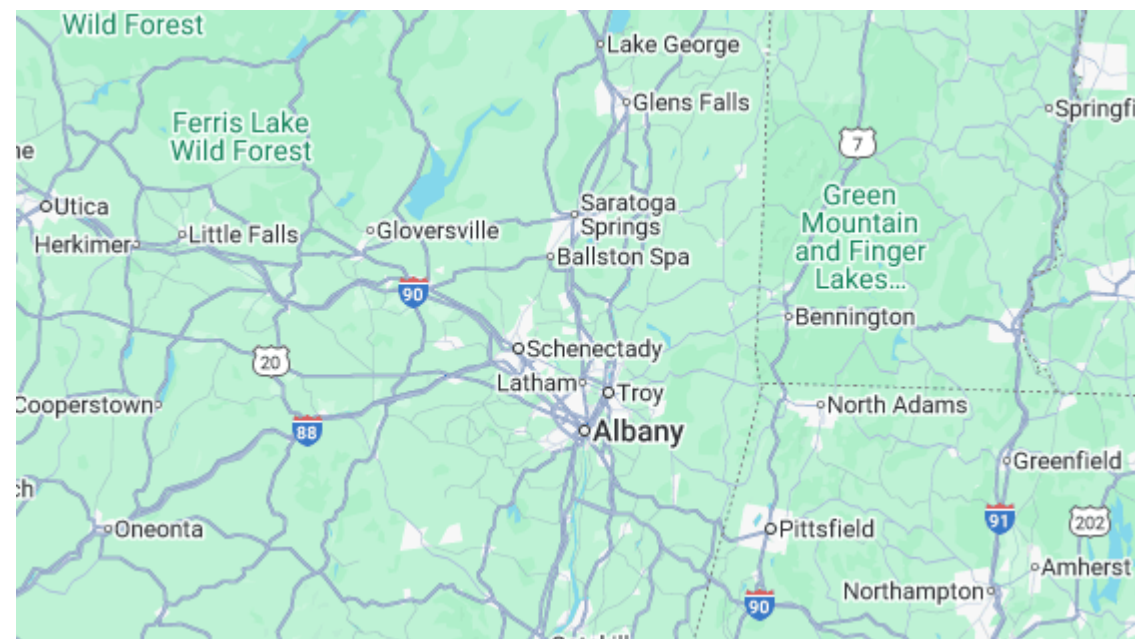 Wild Forest
Lake George
Glens Falls
Springfi
Ferris Lake
Wild Forest
7
ne
Utica
Green
Mountain
and Finger
Lakes...
Saratoga
Springs
Herkimer
Little Falls
Gloversville
Ballston Spa
90
Bennington
20
Schenectady
Latham
Troy
Cooperstown
North Adams
88
Albany
Greenfield
ch
91
202
Oneonta
Pittsfield
Amherst
Northampton
90